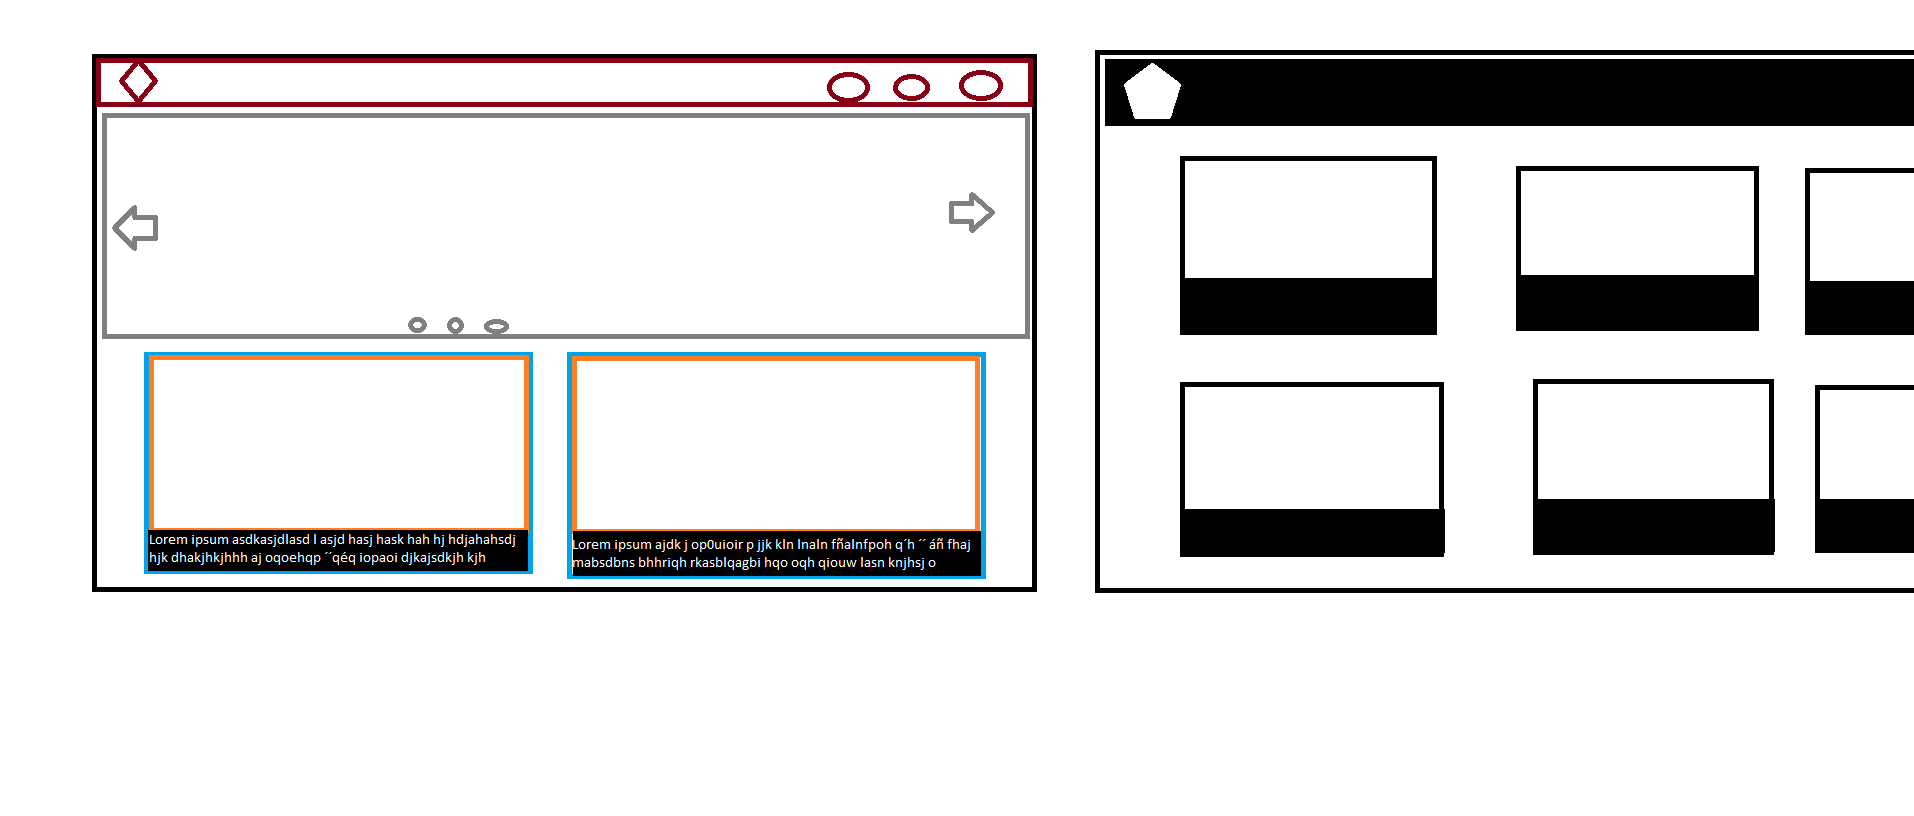 Lorem ipsum asdkasjdlasd l asjd hasj hask hah hj hdjahahsdj
hjk dhakjhkjhhh aj oqoehqp ´´qéq iopaoi djkajsdkjh kjh
Lorem ipsum ajdk j op0uioir p jjk kln lnaln fñalnfpoh q´h ´´ áñ fhaj
mabsdbns bhhriqh rkasblqagbi hqo oqh qiouw lasn knjhsj o